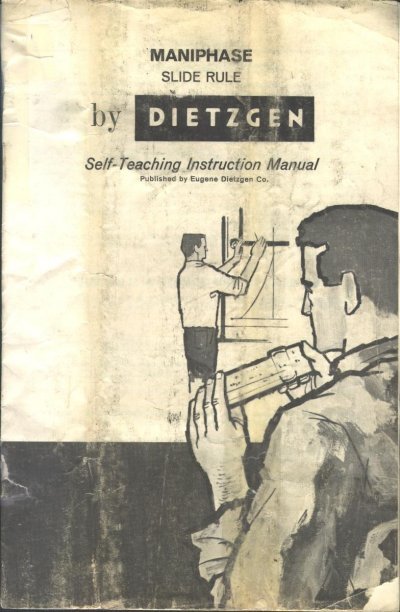 MANIPHASE
SLIDE RULE
by DIETZGEN
Self-Teaching Instruction Manual
Published by Eugene Dietzgen Co.